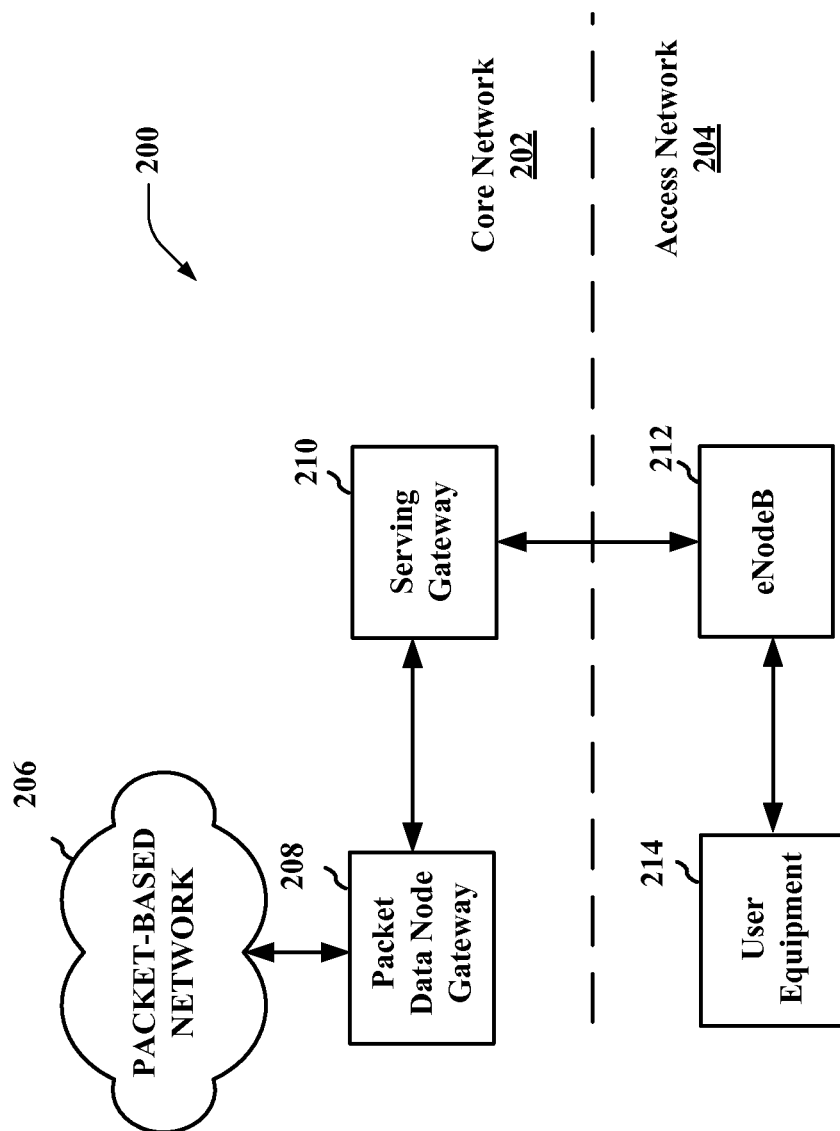 200
206
PACKET-BASED
NETWORK
208
Packet
Data Node
Gateway
210
Serving
Gateway
Core Network
202
Access Network
204
214
User
Equipment
212
eNodeB